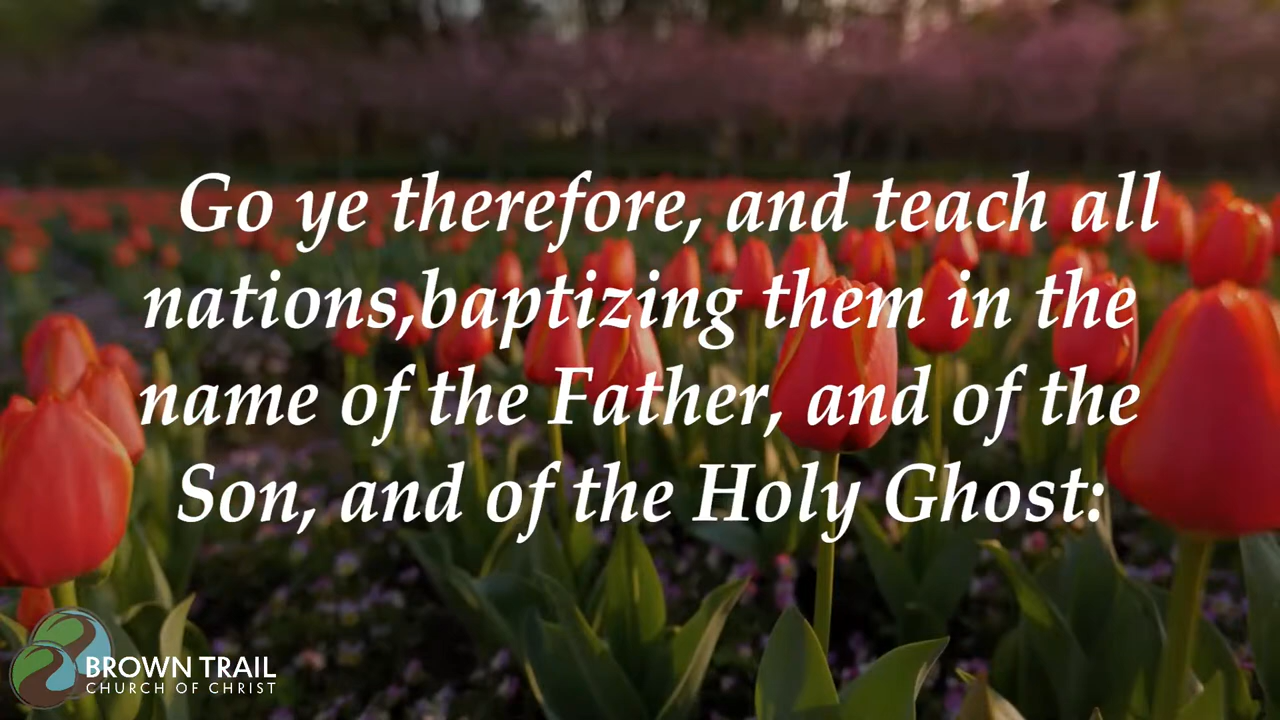 Go ye therefore, and teach all
nations,baptizing them in the
name of the Father, and of the
Son, and of the Holy Ghost:
BROWN TRAIL
CHURCH OF CHRIST